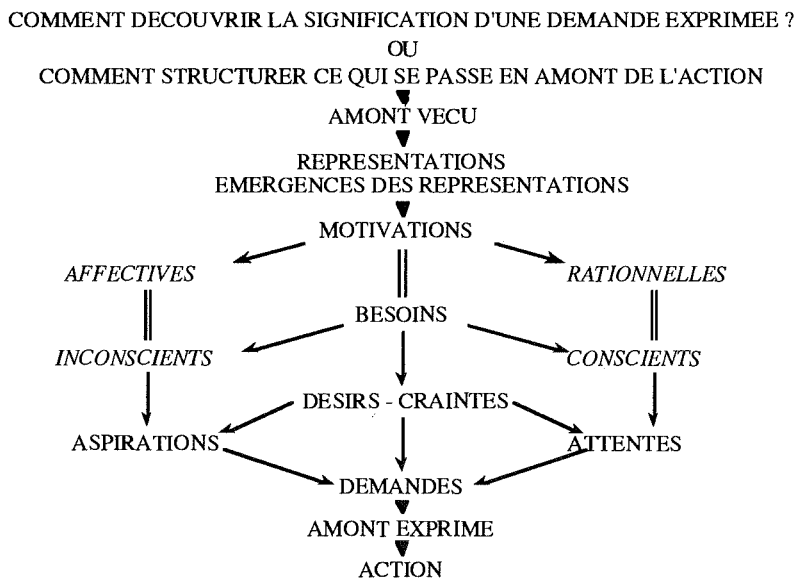 COMMENT DECOUVRIR LA SIGNIFICATION D'UNE DEMANDE EXPRIMEE ?
OU
COMMENT STRUCTURER CE QUI SE PASSE EN AMONT DE L'ACTION
AMONT VECU
REPRESENTATIONS
EMERGENCES DES REPRESENTATIONS
MOTIVATIONS
AFFECTIVES
RATIONNELLES
BESOINS
INCONSCIENTS
CONSCIENTS
DESIRS - CRAINTES
ASPIRATIONS
ATTENTES
DEMANDES
AMONT EXPRIME
ACTION